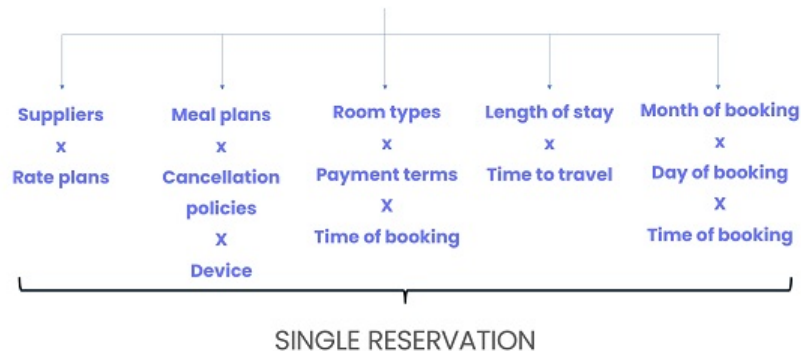 Suppliers
x
Rate plans
Meal plans
x
Cancellation
policies
X
Device
Room types
x
Payment terms
X
Time of booking
Length of stay
x
Time to travel
Month of booking
x
Day of booking
X
Time of booking
SINGLE RESERVATION